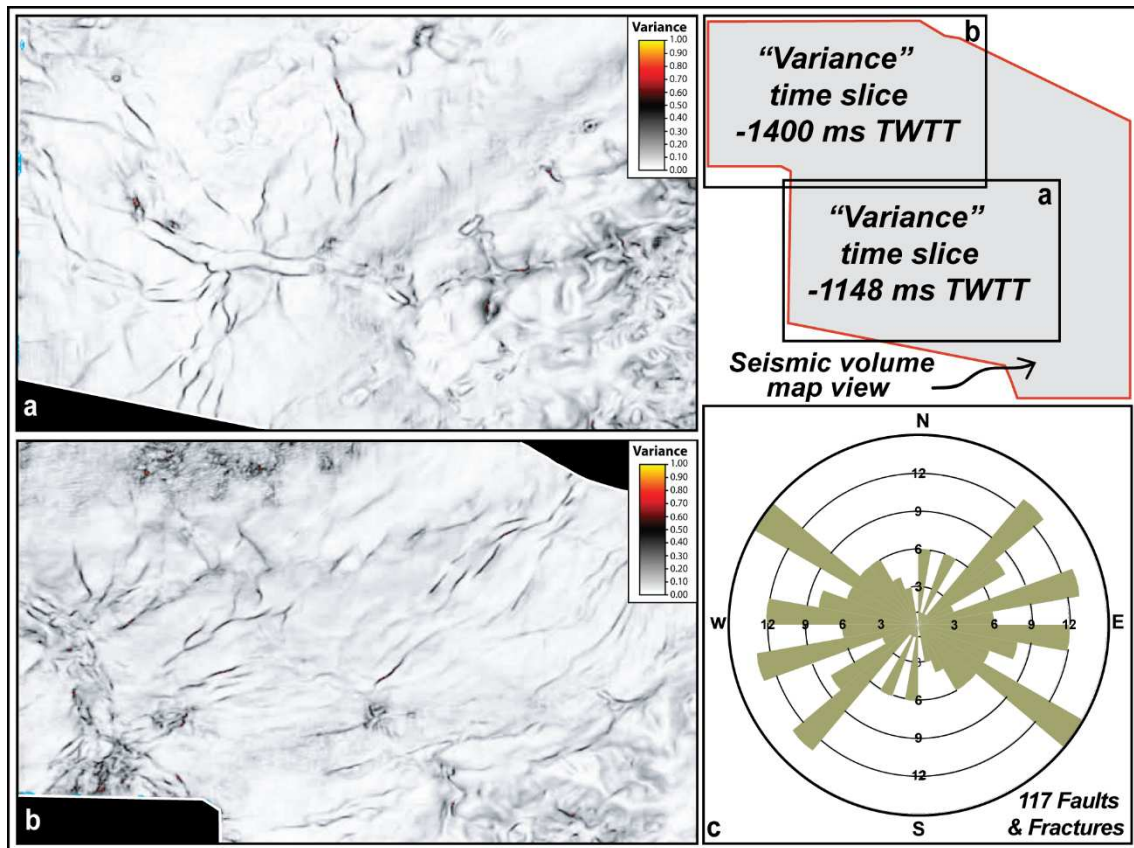 Variance
1.00
0.90
0.80
0.70
0.60
0.50
0.40
0.30
0.20
0.10
0.00
a
b
“Variance”
time slice
-1400 ms TWTT
a
“Variance”
time slice
-1148 ms TWTT
Seismic volume
map view
Variance
1.00
0.90
0.80
0.70
0.60
0.50
0.40
0.30
0.20
0.10
0.00
b
N
12
9
6
3
W 12 9 6 3 3 6 9 12 E
3
6
9
12
S
117 Faults
& Fractures
c